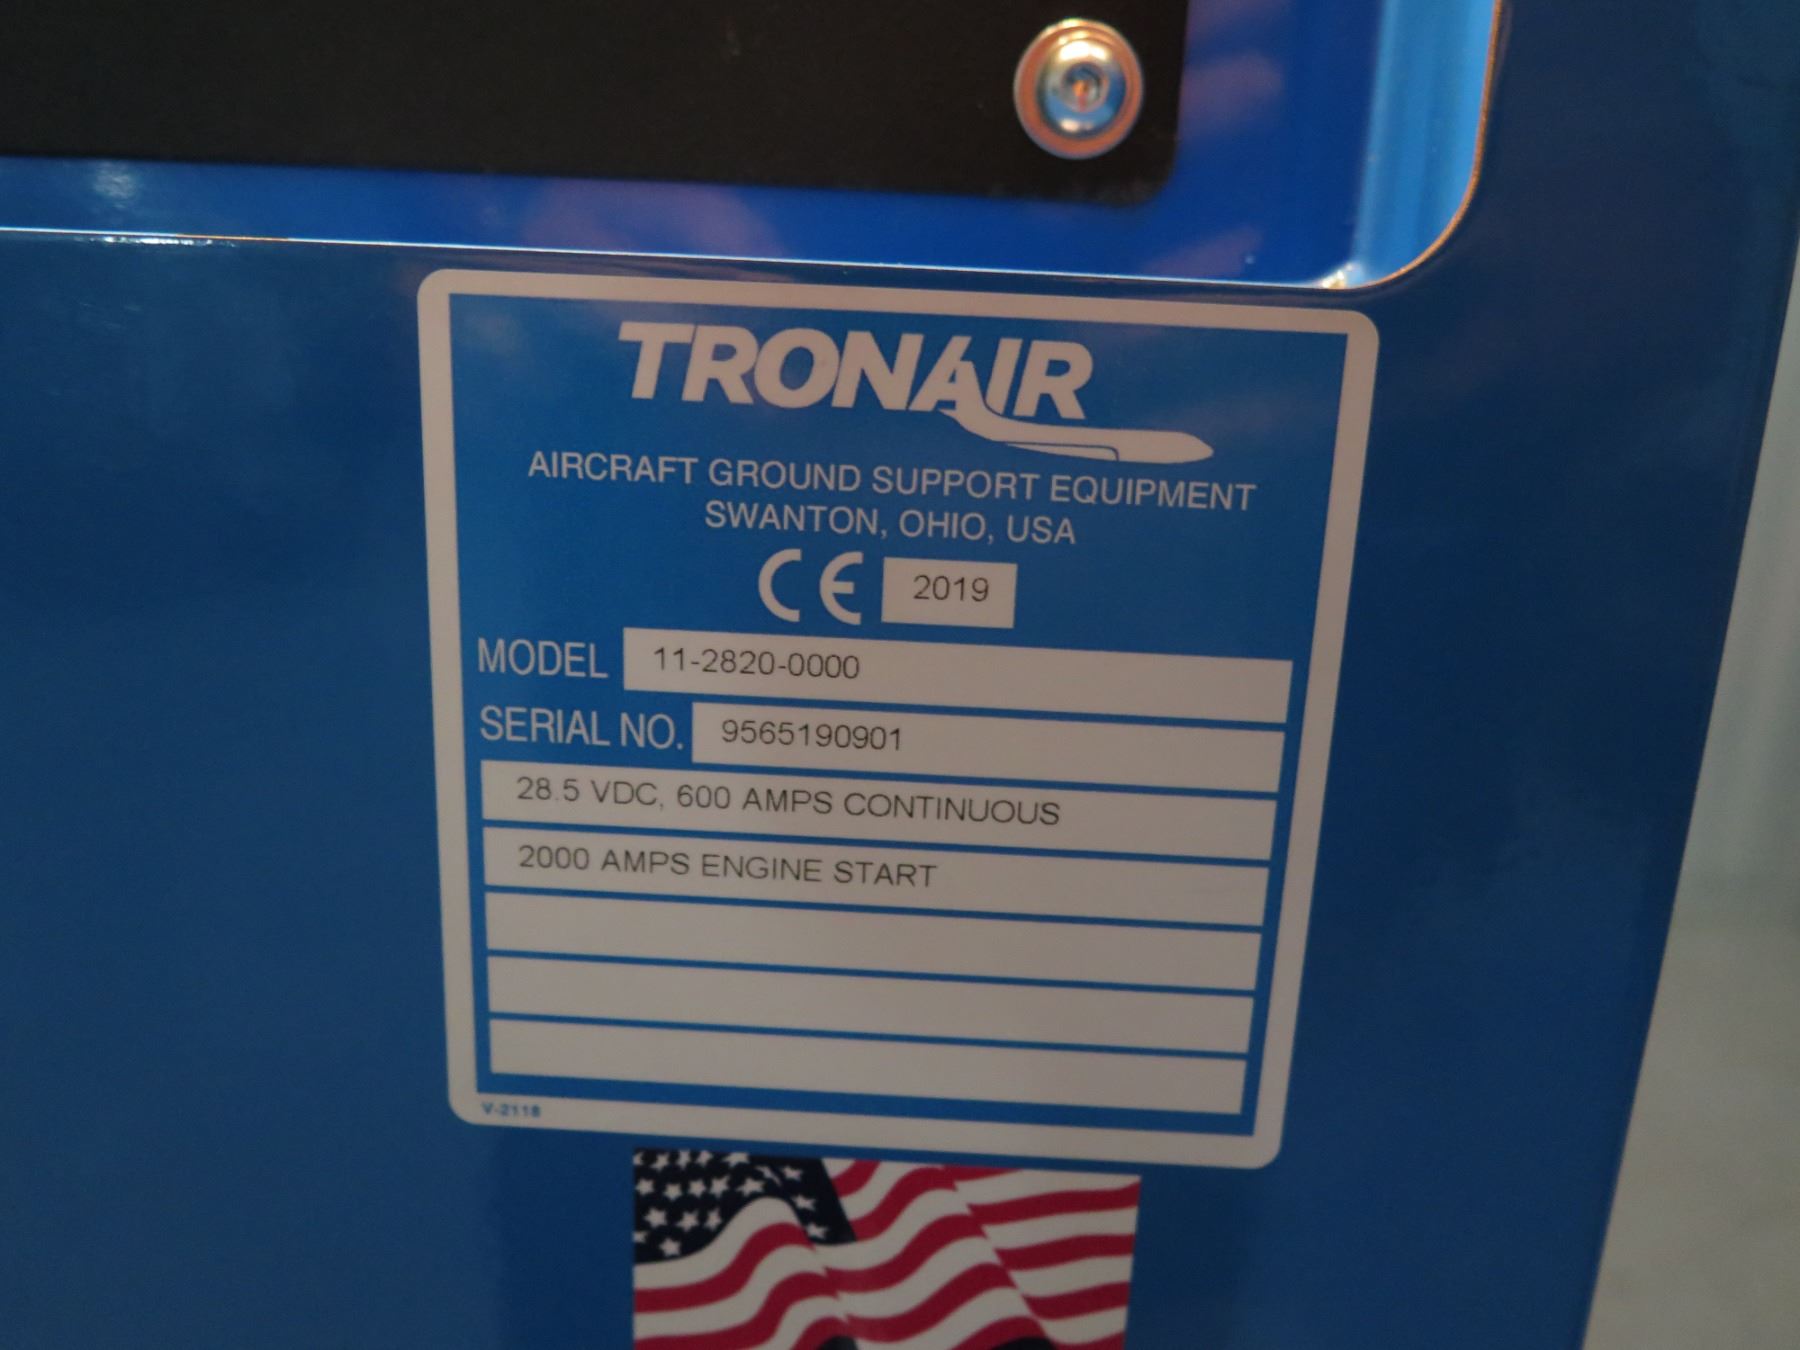 TRONAIR
AIRCRAFT GROUND SUPPORT EQUIPMENT
SWANTON, OHIO, USA
CE 2019
MODEL 11-2820-0000
SERIAL NO. 9565190901
28.5 VDC, 600 AMPS CONTINUOUS
2000 AMPS ENGINE START
V-2118